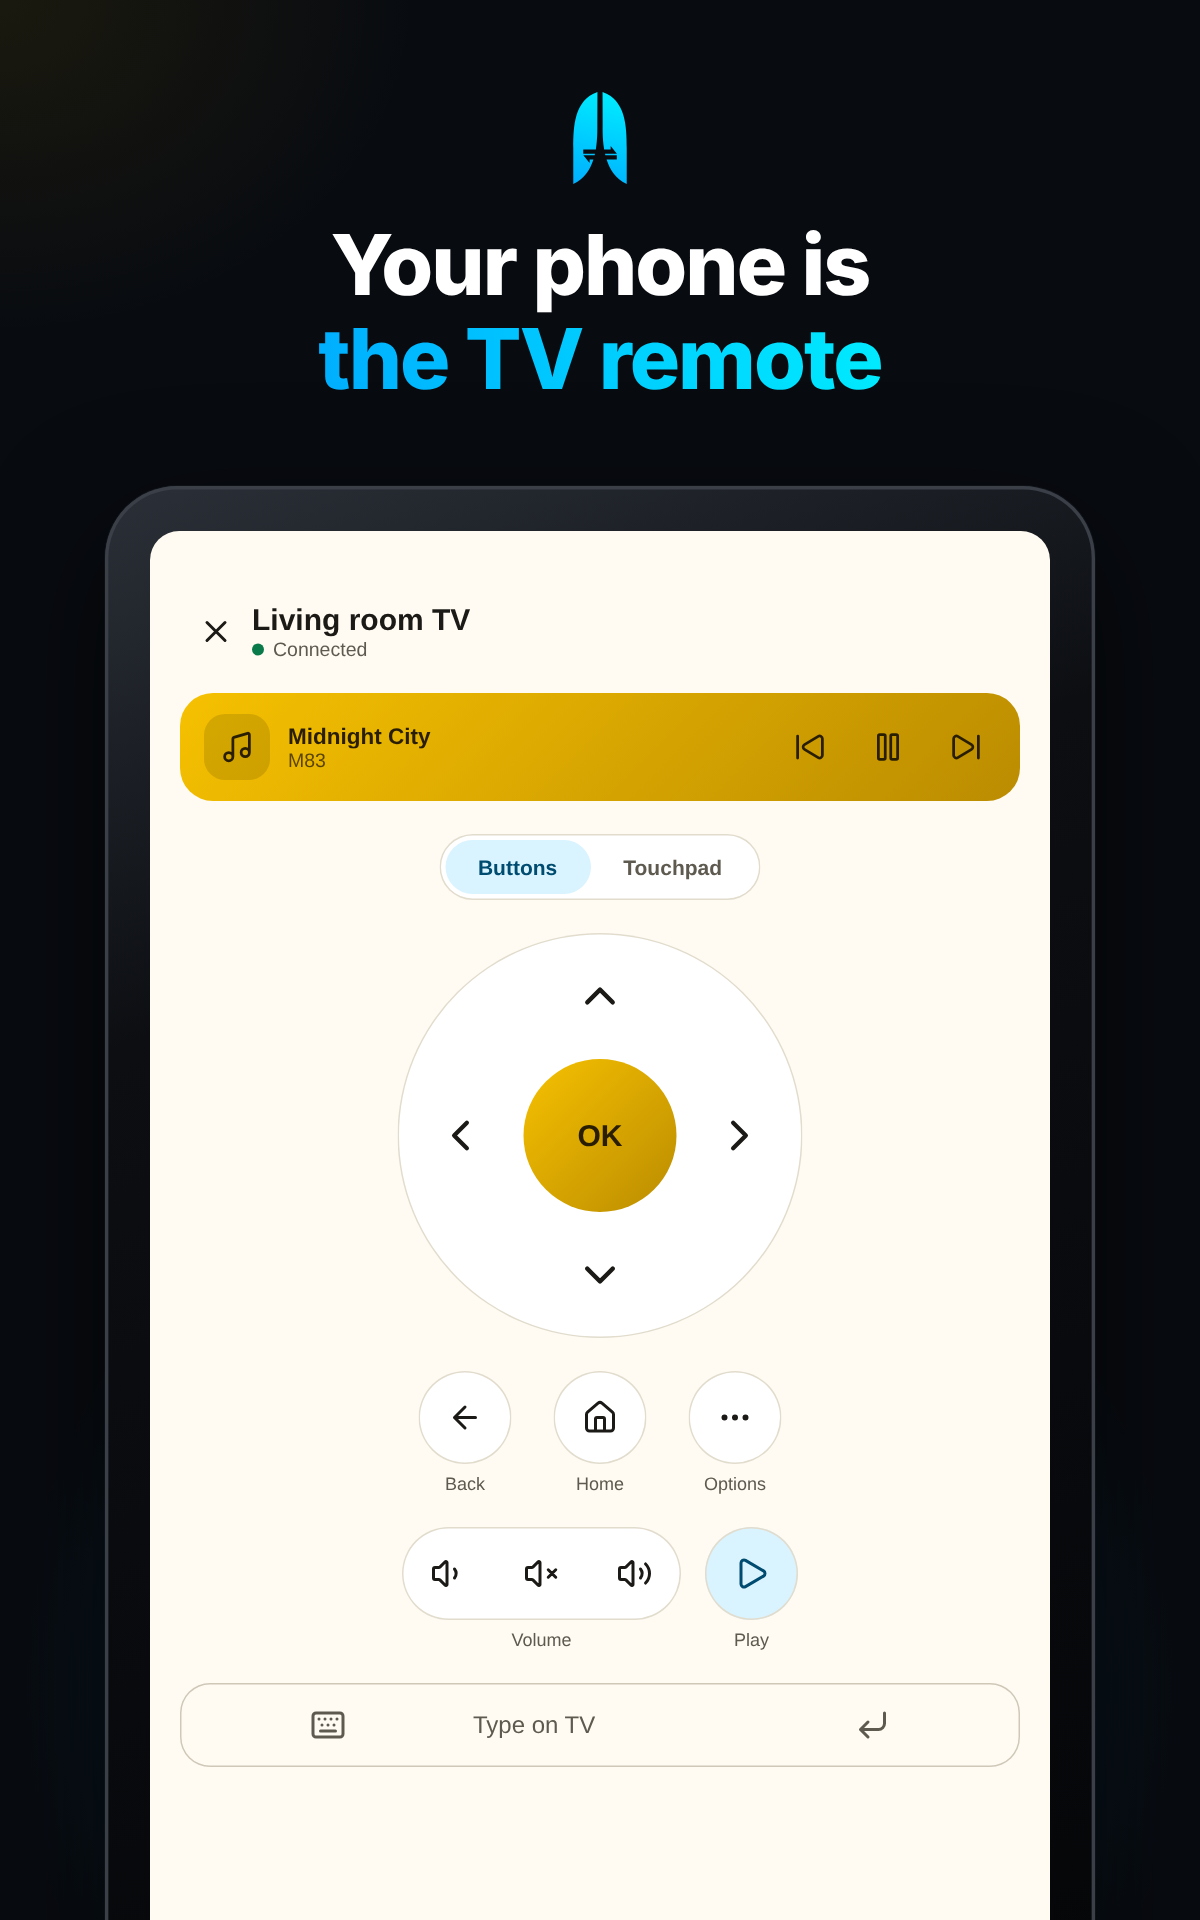 Your phone is
the TV remote
Living room TV
Connected
Midnight City
M83
Buttons
Touchpad
OK
Back
Home
Options
Volume
Play
Type on TV